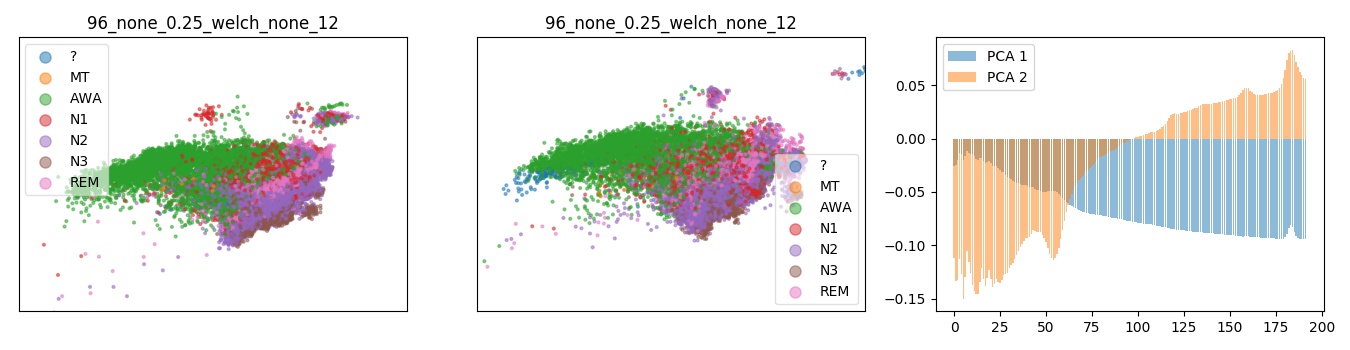 96_none_0.25_welch_none_12
?
MT
AWA
N1
N2
N3
REM
96_none_0.25_welch_none_12
?
MT
AWA
N1
N2
N3
REM
PCA 1
PCA 2
0.05
0.00
−0.05
−0.10
−0.15
0 25 50 75 100 125 150 175 200